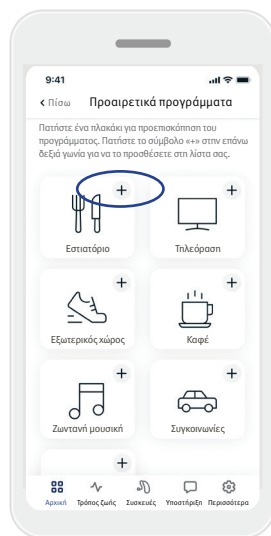 9:41
Πίσω Προαιρετικά προγράμματα
Πατήστε ένα πλακάκι για προεπισκόπηση του
προγράμματος. Πατήστε το σύμβολο «+» στην επάνω
δεξιά γωνία για να το προσθέσετε στη λίστα σας.
+ +
Εστιατόριο Τηλεόραση
+ +
Εξωτερικός χώρος Καφέ
+ +
Ζωντανή μουσική Συγκοινωνίες
+
Αρχική Τρόπος ζωής Συσκευές Υποστήριξη Περισσότερα